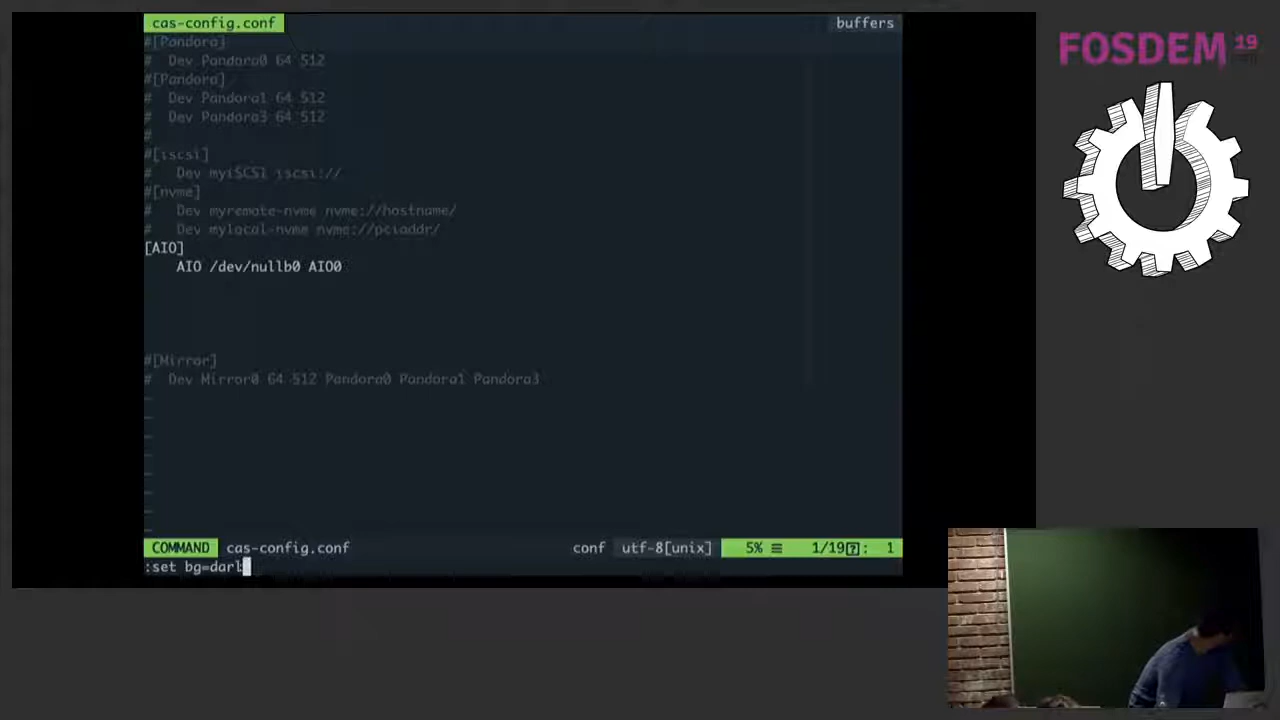 cas-config.conf
buffers
#[Pandora]
#  Dev Pandora0 64 512
#[Pandora]
#  Dev Pandora1 64 512
#  Dev Pandora3 64 512
#
#[iscsi]
#   Dev myiSCSI iscsi://
#[nvme]
#   Dev myremote-nvme nvme://hostname/
#   Dev mylocal-nvme nvme://pciaddr/
[AIO]
    AIO /dev/nullb0 AIO0
#[Mirror]
#  Dev Mirror0 64 512 Pandora0 Pandora1 Pandora3
COMMAND cas-config.conf conf utf-8[unix] 5% ☰ 1/19 : 1
:set bg=dar
FOSDEM 19